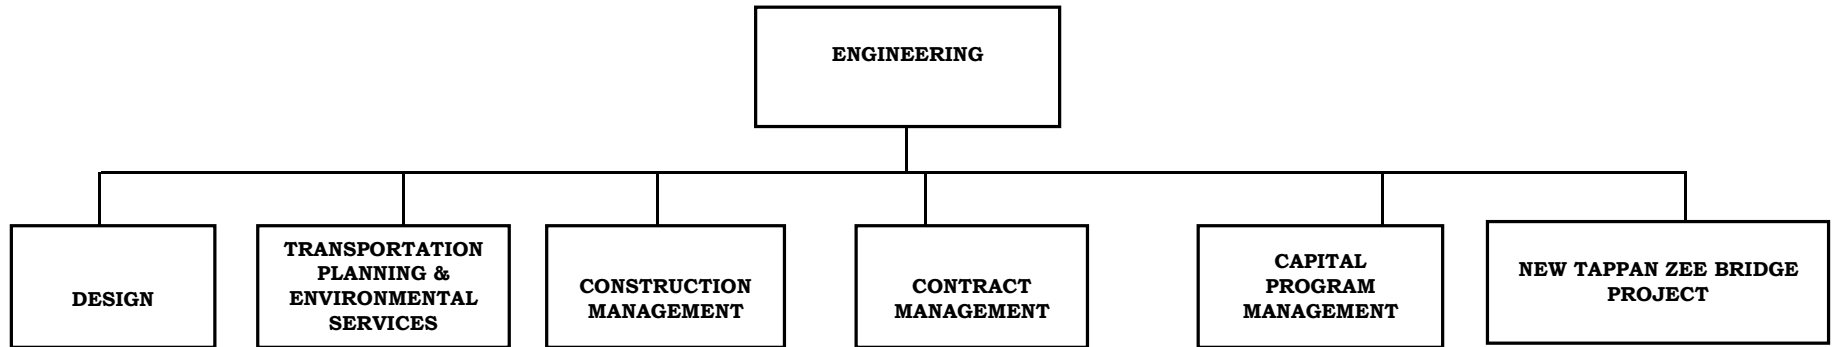 ENGINEERING
DESIGN
TRANSPORTATION
PLANNING &
ENVIRONMENTAL
SERVICES
CONSTRUCTION
MANAGEMENT
CONTRACT
MANAGEMENT
CAPITAL
PROGRAM
MANAGEMENT
NEW TAPPAN ZEE BRIDGE
PROJECT